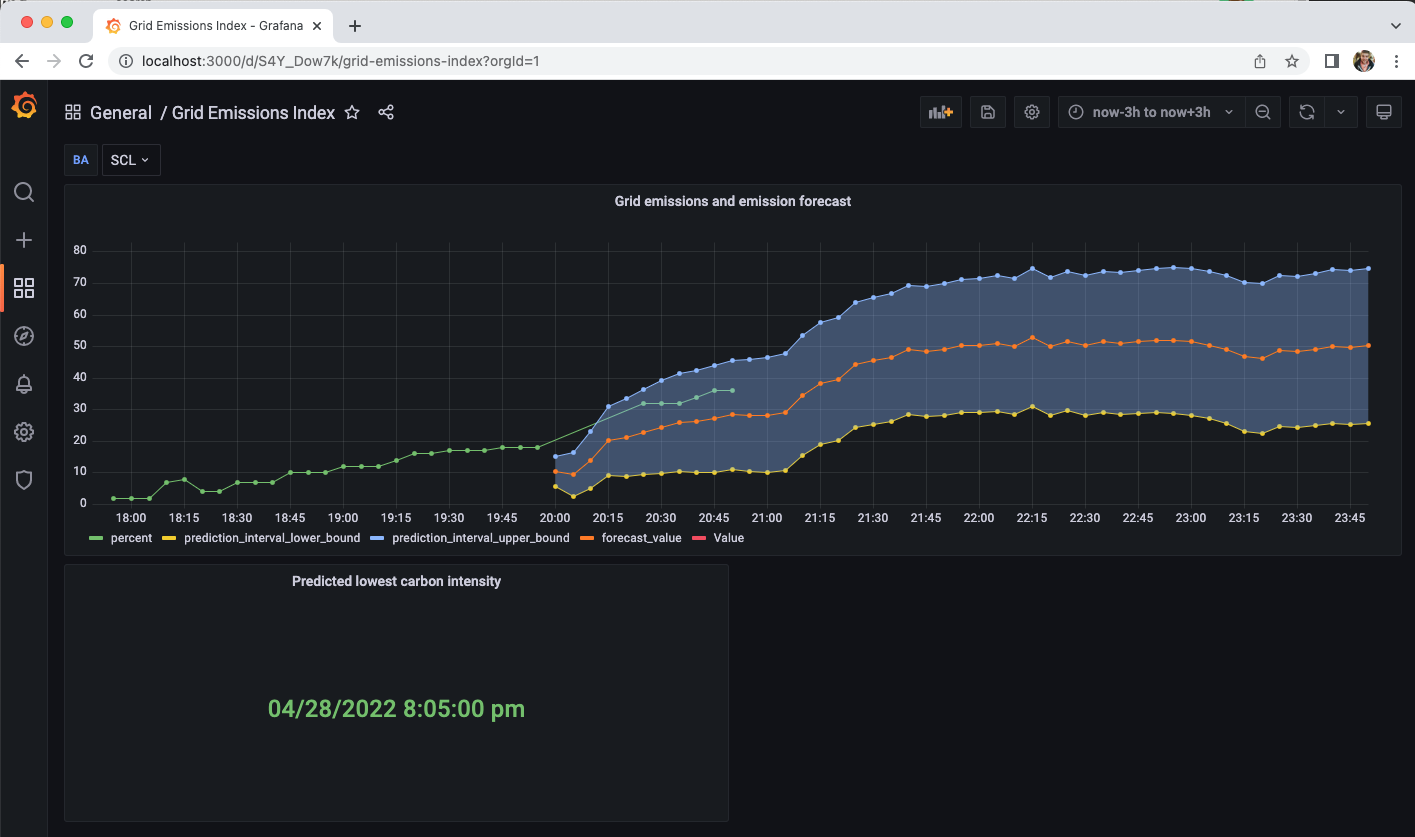 Grid Emissions Index - Grafana
localhost:3000/d/S4Y_Dow7k/grid-emissions-index?orgId=1
General / Grid Emissions Index
now-3h to now+3h
BA SCL
Grid emissions and emission forecast
80
70
60
50
40
30
20
10
0
18:00 18:15 18:30 18:45 19:00 19:15 19:30 19:45 20:00 20:15 20:30 20:45 21:00 21:15 21:30 21:45 22:00 22:15 22:30 22:45 23:00 23:15 23:30 23:45
percent prediction_interval_lower_bound prediction_interval_upper_bound forecast_value Value
Predicted lowest carbon intensity
04/28/2022 8:05:00 pm